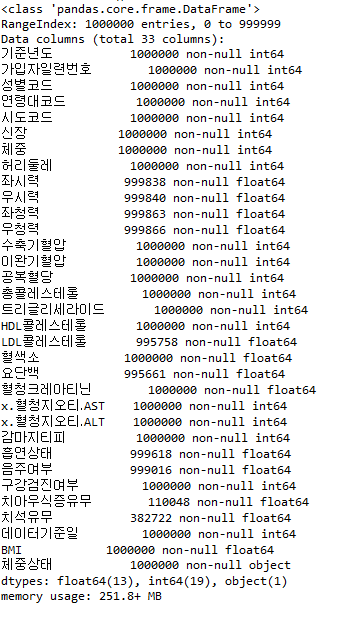 <class 'pandas.core.frame.DataFrame'>
RangeIndex: 1000000 entries, 0 to 999999
Data columns (total 33 columns):
기준년도 1000000 non-null int64
가입자일련번호 1000000 non-null int64
성별코드 1000000 non-null int64
연령대코드 1000000 non-null int64
시도코드 1000000 non-null int64
신장 1000000 non-null int64
체중 1000000 non-null int64
허리둘레 1000000 non-null int64
좌시력 999838 non-null float64
우시력 999840 non-null float64
좌청력 999863 non-null float64
우청력 999866 non-null float64
수축기혈압 1000000 non-null int64
이완기혈압 1000000 non-null int64
공복혈당 1000000 non-null int64
총콜레스테롤 1000000 non-null int64
트리글리세라이드 1000000 non-null int64
HDL콜레스테롤 1000000 non-null int64
LDL콜레스테롤 995758 non-null float64
혈색소 1000000 non-null float64
요단백 995661 non-null float64
혈청크레아티닌 1000000 non-null float64
x.혈청지오티.AST 1000000 non-null int64
x.혈청지오티.ALT 1000000 non-null int64
감마지티피 1000000 non-null int64
흡연상태 999618 non-null float64
음주여부 999016 non-null float64
구강검진여부 1000000 non-null int64
치아우식증유무 110048 non-null float64
치석유무 382722 non-null float64
데이터기준일 1000000 non-null int64
BMI 1000000 non-null float64
체중상태 1000000 non-null object
dtypes: float64(13), int64(19), object(1)
memory usage: 251.8+ MB